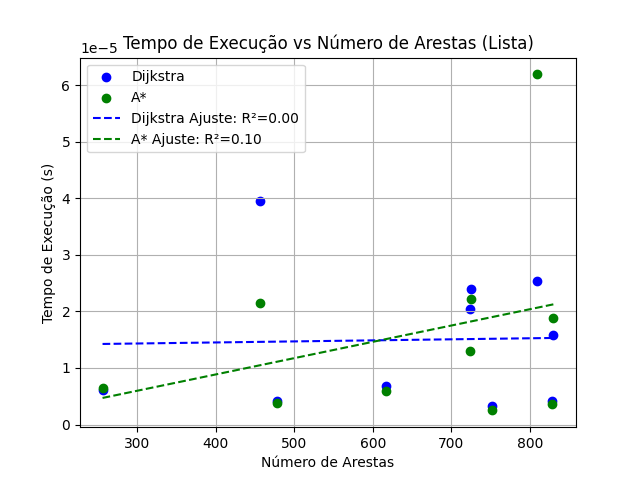 Tempo de Execução vs Número de Arestas (Lista)
1e−5
Dijkstra
A*
Dijkstra Ajuste: R²=0.00
A* Ajuste: R²=0.10
Tempo de Execução (s)
6
5
4
3
2
1
0
300 400 500 600 700 800
Número de Arestas